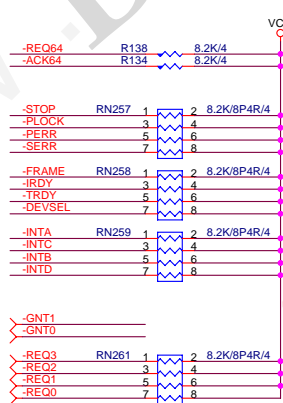 VC
-REQ64 R138 8.2K/4
-ACK64 R134 8.2K/4
-STOP RN257 1 2 8.2K/8P4R/4
-PLOCK 3 4
-PERR 5 6
-SERR 7 8
-FRAME RN258 1 2 8.2K/8P4R/4
-IRDY 3 4
-TRDY 5 6
-DEVSEL 7 8
-INTA RN259 1 2 8.2K/8P4R/4
-INTC 3 4
-INTB 5 6
-INTD 7 8
-GNT1
-GNT0
-REQ3 RN261 1 2 8.2K/8P4R/4
-REQ2 3 4
-REQ1 5 6
-REQ0 7 8